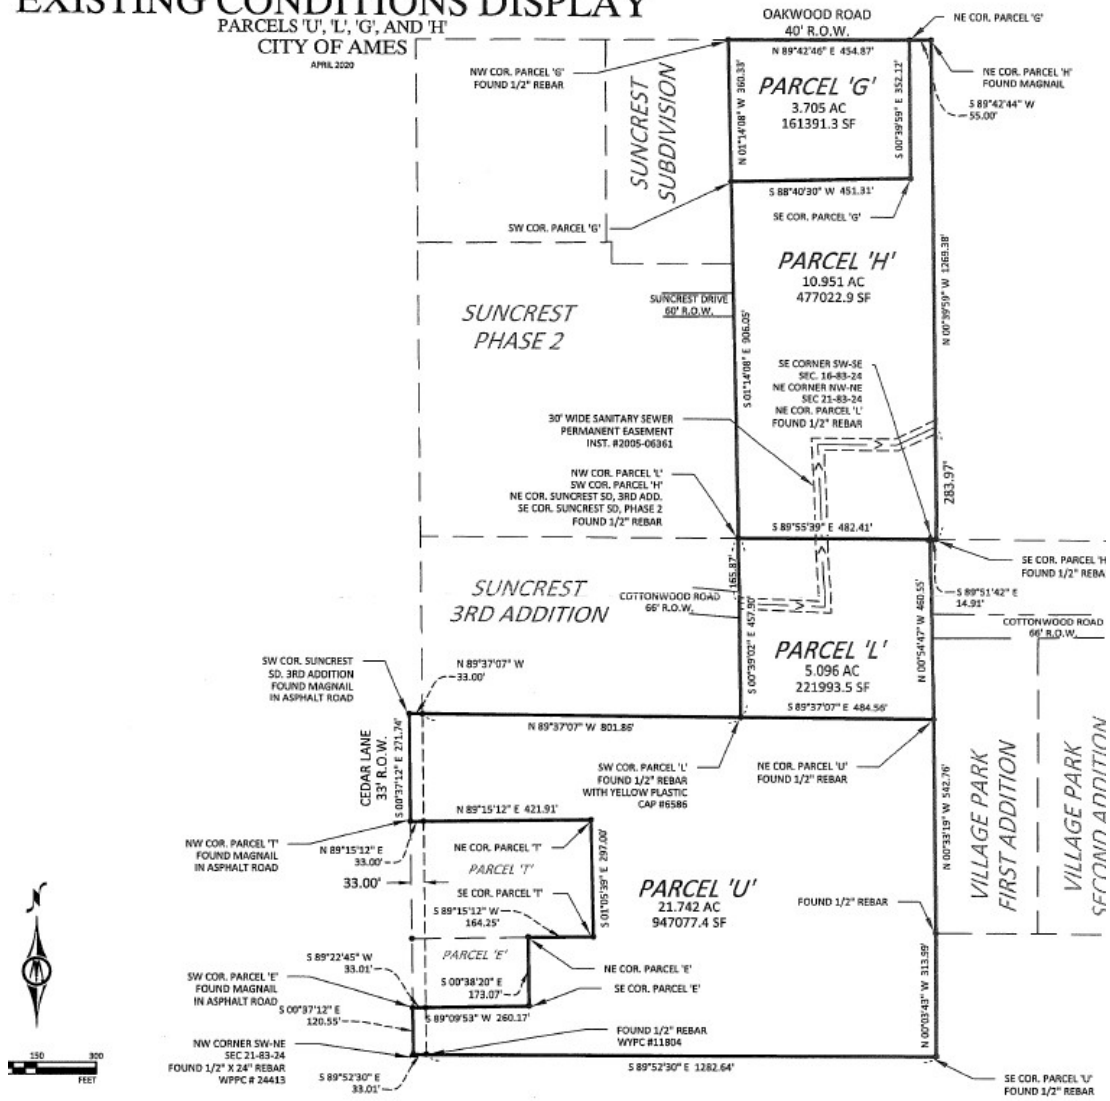 EXISTING CONDITIONS DISPLAY
PARCELS 'U', 'L', 'G', AND 'H'
CITY OF AMES
APRIL 2020
OAKWOOD ROAD
40' R.O.W.
N 89°42'46" E 454.87'
NE COR. PARCEL 'G'
NW COR. PARCEL 'G'
FOUND 1/2" REBAR
NE COR. PARCEL 'H'
FOUND MAGNAIL
S 89°42'44" W
55.00'
SUNCREST
SUBDIVISION
N 01°14'08" W 360.33'
PARCEL 'G'
3.705 AC
161391.3 SF
S 00°39'59" E 352.12'
S 88°40'30" W 451.31'
SE COR. PARCEL 'G'
SW COR. PARCEL 'G'
PARCEL 'H'
10.951 AC
477022.9 SF
N 00°39'59" W 1269.38'
SUNCREST
PHASE 2
SUNCREST DRIVE
60' R.O.W.
S 01°14'08" E 906.05'
SE CORNER SW-SE
SEC. 16-83-24
NE CORNER NW-NE
SEC 21-83-24
NE COR. PARCEL 'L'
FOUND 1/2" REBAR
30' WIDE SANITARY SEWER
PERMANENT EASEMENT
INST. #2005-06361
NW COR. PARCEL 'L'
SW COR. PARCEL 'H'
NE COR. SUNCREST SD, 3RD ADD.
SE COR. SUNCREST SD, PHASE 2
FOUND 1/2" REBAR
283.97'
S 89°55'39" E 482.41'
SE COR. PARCEL 'H'
FOUND 1/2" REBA
S 89°51'42" E
14.91'
SUNCREST
3RD ADDITION
165.87'
COTTONWOOD ROAD
66' R.O.W.
S 00°39'02" E 457.90'
N 00°54'47" W 460.55'
COTTONWOOD ROAD
66' R.O.W.
PARCEL 'L'
5.096 AC
221993.5 SF
S 89°37'07" E 484.56'
SW COR. SUNCREST
SD. 3RD ADDITION
FOUND MAGNAIL
IN ASPHALT ROAD
N 89°37'07" W
33.00'
N 89°37'07" W 801.86'
CEDAR LANE
33' R.O.W.
S 00°37'12" E 271.74'
SW COR. PARCEL 'L'
FOUND 1/2" REBAR
WITH YELLOW PLASTIC
CAP #6586
NE COR. PARCEL 'U'
FOUND 1/2" REBAR
N 00°33'19" W 542.76'
VILLAGE PARK
FIRST ADDITION
VILLAGE PARK
SECOND ADDITION
N 89°15'12" E 421.91'
NW COR. PARCEL 'T'
FOUND MAGNAIL
IN ASPHALT ROAD
N 89°15'12" E
33.00'
33.00'
NE COR. PARCEL 'T'
PARCEL 'T'
SE COR. PARCEL 'T'
S 01°05'39" E 297.00'
S 89°15'12" W
164.25'
PARCEL 'U'
21.742 AC
947077.4 SF
FOUND 1/2" REBAR
PARCEL 'E'
S 89°22'45" W
33.01'
SW COR. PARCEL 'E'
FOUND MAGNAIL
IN ASPHALT ROAD
S 00°38'20" E
173.07'
NE COR. PARCEL 'E'
SE COR. PARCEL 'E'
N 00°03'43" W 313.99'
S 00°37'12" E
120.55'
S 89°09'53" W 260.17'
FOUND 1/2" REBAR
WYPC #11804
NW CORNER SW-NE
SEC 21-83-24
FOUND 1/2" X 24" REBAR
WPPC # 24413
S 89°52'30" E
33.01'
S 89°52'30" E 1282.64'
SE COR. PARCEL 'U'
FOUND 1/2" REBAR
N
150 300
FEET